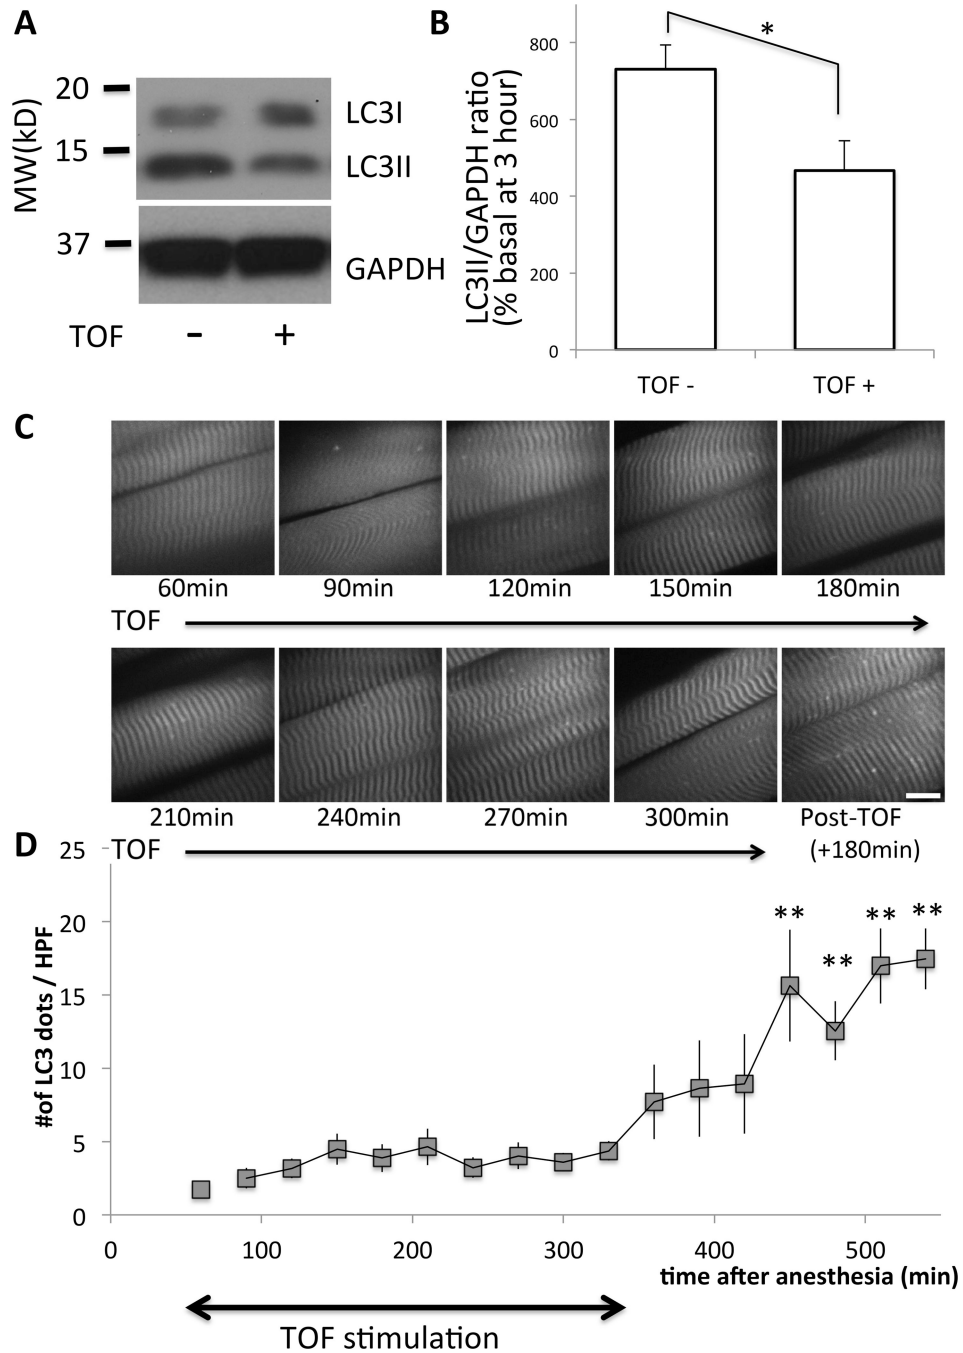 A
MW(kD)
20
15
37
LC3I
LC3II
GAPDH
TOF - +
B
LC3II/GAPDH ratio
(% basal at 3 hour)
800
600
400
200
0
*
TOF - TOF +
C
60min 90min 120min 150min 180min
TOF
210min 240min 270min 300min Post-TOF
(+180min)
TOF
D
#of LC3 dots / HPF
25
20
15
10
5
0
** ** ** **
0 100 200 300 400 500
time after anesthesia (min)
TOF stimulation